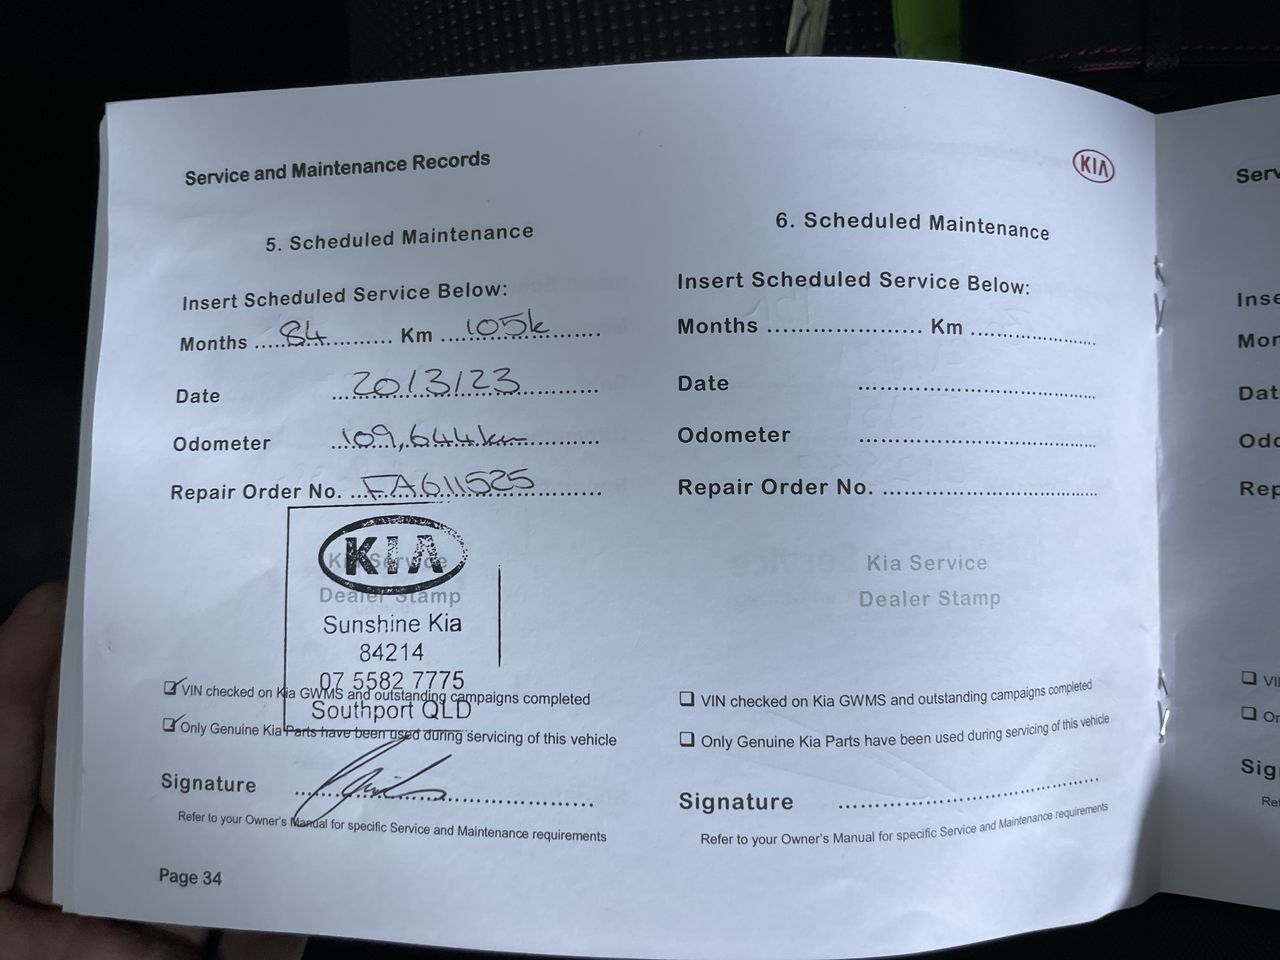 Service and Maintenance Records
KIA
5. Scheduled Maintenance
Insert Scheduled Service Below:
Months 84 Km 105k
Date 20/3/23
Odometer 109,644km
Repair Order No. FA611525
Kia Service
Dealer Stamp
KIA
Sunshine Kia
84214
07 5582 7775
Southport QLD
VIN checked on Kia GWMS and outstanding campaigns completed
Only Genuine Kia Parts have been used during servicing of this vehicle
Signature
Refer to your Owner's Manual for specific Service and Maintenance requirements
Page 34
6. Scheduled Maintenance
Insert Scheduled Service Below:
Months Km
Date
Odometer
Repair Order No.
Kia Service
Dealer Stamp
VIN checked on Kia GWMS and outstanding campaigns completed
Only Genuine Kia Parts have been used during servicing of this vehicle
Signature
Refer to your Owner's Manual for specific Service and Maintenance requirements